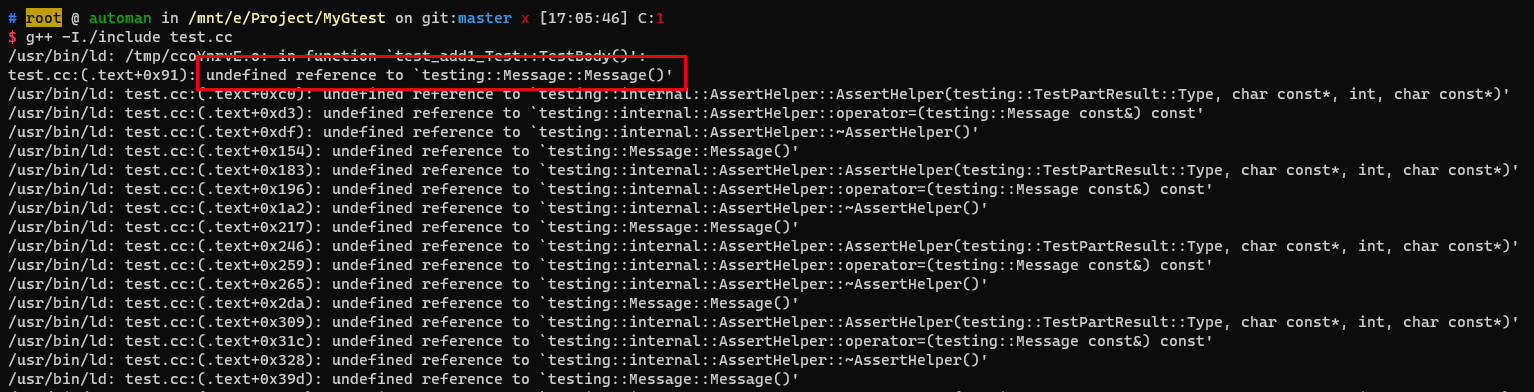 # root @ automan in /mnt/e/Project/MyGtest on git:master x [17:05:46] C:1
$ g++ -I./include test.cc
/usr/bin/ld: /tmp/ccoYnrvE.o: in function `test_add1_Test::TestBody()':
test.cc:(.text+0x91): undefined reference to `testing::Message::Message()'
/usr/bin/ld: test.cc:(.text+0xc0): undefined reference to `testing::internal::AssertHelper::AssertHelper(testing::TestPartResult::Type, char const*, int, char const*)'
/usr/bin/ld: test.cc:(.text+0xd3): undefined reference to `testing::internal::AssertHelper::operator=(testing::Message const&) const'
/usr/bin/ld: test.cc:(.text+0xdf): undefined reference to `testing::internal::AssertHelper::~AssertHelper()'
/usr/bin/ld: test.cc:(.text+0x154): undefined reference to `testing::Message::Message()'
/usr/bin/ld: test.cc:(.text+0x183): undefined reference to `testing::internal::AssertHelper::AssertHelper(testing::TestPartResult::Type, char const*, int, char const*)'
/usr/bin/ld: test.cc:(.text+0x196): undefined reference to `testing::internal::AssertHelper::operator=(testing::Message const&) const'
/usr/bin/ld: test.cc:(.text+0x1a2): undefined reference to `testing::internal::AssertHelper::~AssertHelper()'
/usr/bin/ld: test.cc:(.text+0x217): undefined reference to `testing::Message::Message()'
/usr/bin/ld: test.cc:(.text+0x246): undefined reference to `testing::internal::AssertHelper::AssertHelper(testing::TestPartResult::Type, char const*, int, char const*)'
/usr/bin/ld: test.cc:(.text+0x259): undefined reference to `testing::internal::AssertHelper::operator=(testing::Message const&) const'
/usr/bin/ld: test.cc:(.text+0x265): undefined reference to `testing::internal::AssertHelper::~AssertHelper()'
/usr/bin/ld: test.cc:(.text+0x2da): undefined reference to `testing::Message::Message()'
/usr/bin/ld: test.cc:(.text+0x309): undefined reference to `testing::internal::AssertHelper::AssertHelper(testing::TestPartResult::Type, char const*, int, char const*)'
/usr/bin/ld: test.cc:(.text+0x31c): undefined reference to `testing::internal::AssertHelper::operator=(testing::Message const&) const'
/usr/bin/ld: test.cc:(.text+0x328): undefined reference to `testing::internal::AssertHelper::~AssertHelper()'
/usr/bin/ld: test.cc:(.text+0x39d): undefined reference to `testing::Message::Message()'